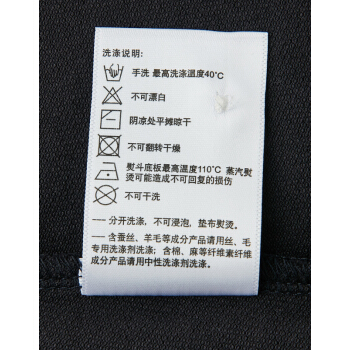 洗涤说明:
手洗 最高洗涤温度40°C
不可漂白
阴凉处平摊晾干
不可翻转干燥
熨斗底板最高温度110°C 蒸汽熨
烫可能造成不可回复的损伤
不可干洗
---- 分开洗涤，不可浸泡，垫布熨烫。
---- 含蚕丝、羊毛等成分产品请用丝、毛
专用洗涤剂洗涤；含棉、麻等纤维素纤维
成分产品请用中性洗涤剂洗涤。